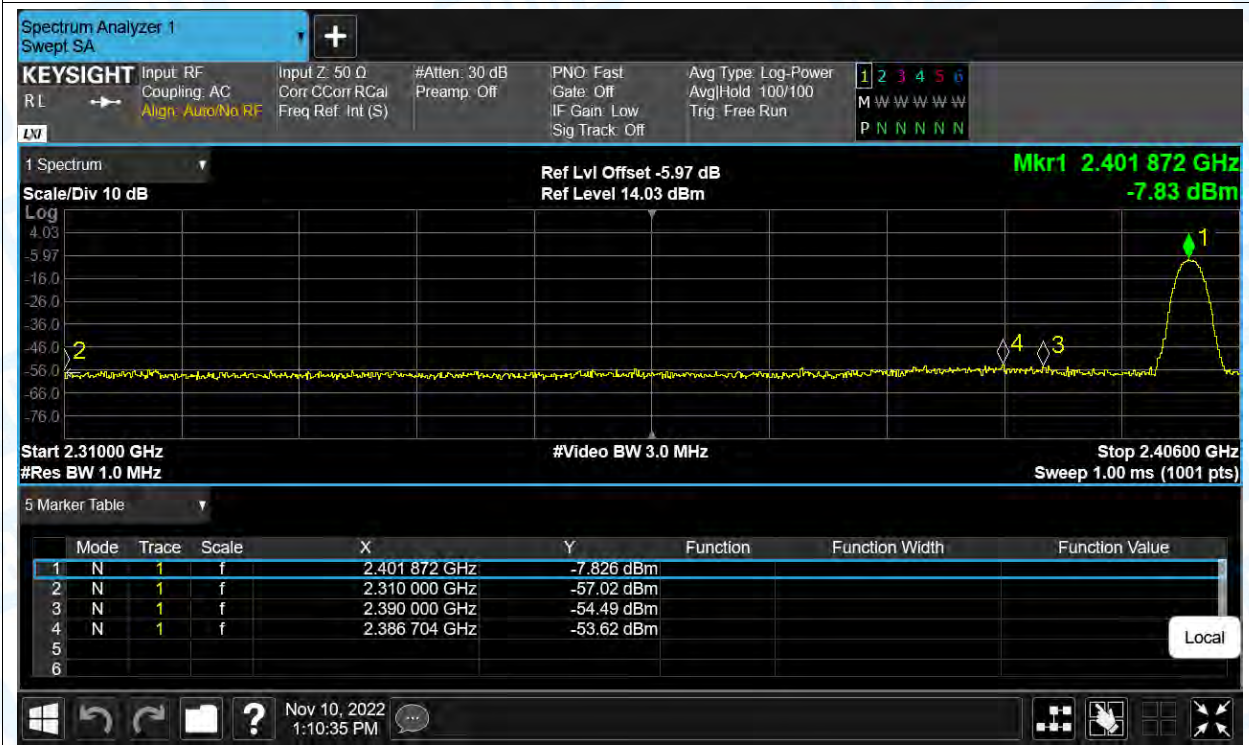 Spectrum Analyzer 1
Swept SA
+
KEYSIGHT
RL
LXI
Input: RF
Coupling: AC
Align: Auto/No RF
Input Z: 50 Ω
Corr CCorr RCal
Freq Ref: Int (S)
#Atten: 30 dB
Preamp: Off
PNO: Fast
Gate: Off
IF Gain: Low
Sig Track: Off
Avg Type: Log-Power
Avg|Hold: 100/100
Trig: Free Run
1 2 3 4 5 6
M W W W W W
P N N N N N
1 Spectrum
Scale/Div 10 dB
Ref Lvl Offset -5.97 dB
Ref Level 14.03 dBm
Mkr1 2.401 872 GHz
-7.83 dBm
Log
4.03
-5.97
-16.0
-26.0
-36.0
-46.0
-56.0
-66.0
-76.0
1
2
4
3
Start 2.31000 GHz
#Res BW 1.0 MHz
#Video BW 3.0 MHz
Stop 2.40600 GHz
Sweep 1.00 ms (1001 pts)
5 Marker Table
Mode Trace Scale X Y Function Function Width Function Value
1 N 1 f 2.401 872 GHz -7.826 dBm
2 N 1 f 2.310 000 GHz -57.02 dBm
3 N 1 f 2.390 000 GHz -54.49 dBm
4 N 1 f 2.386 704 GHz -53.62 dBm
5
6
Local
?
Nov 10, 2022
1:10:35 PM